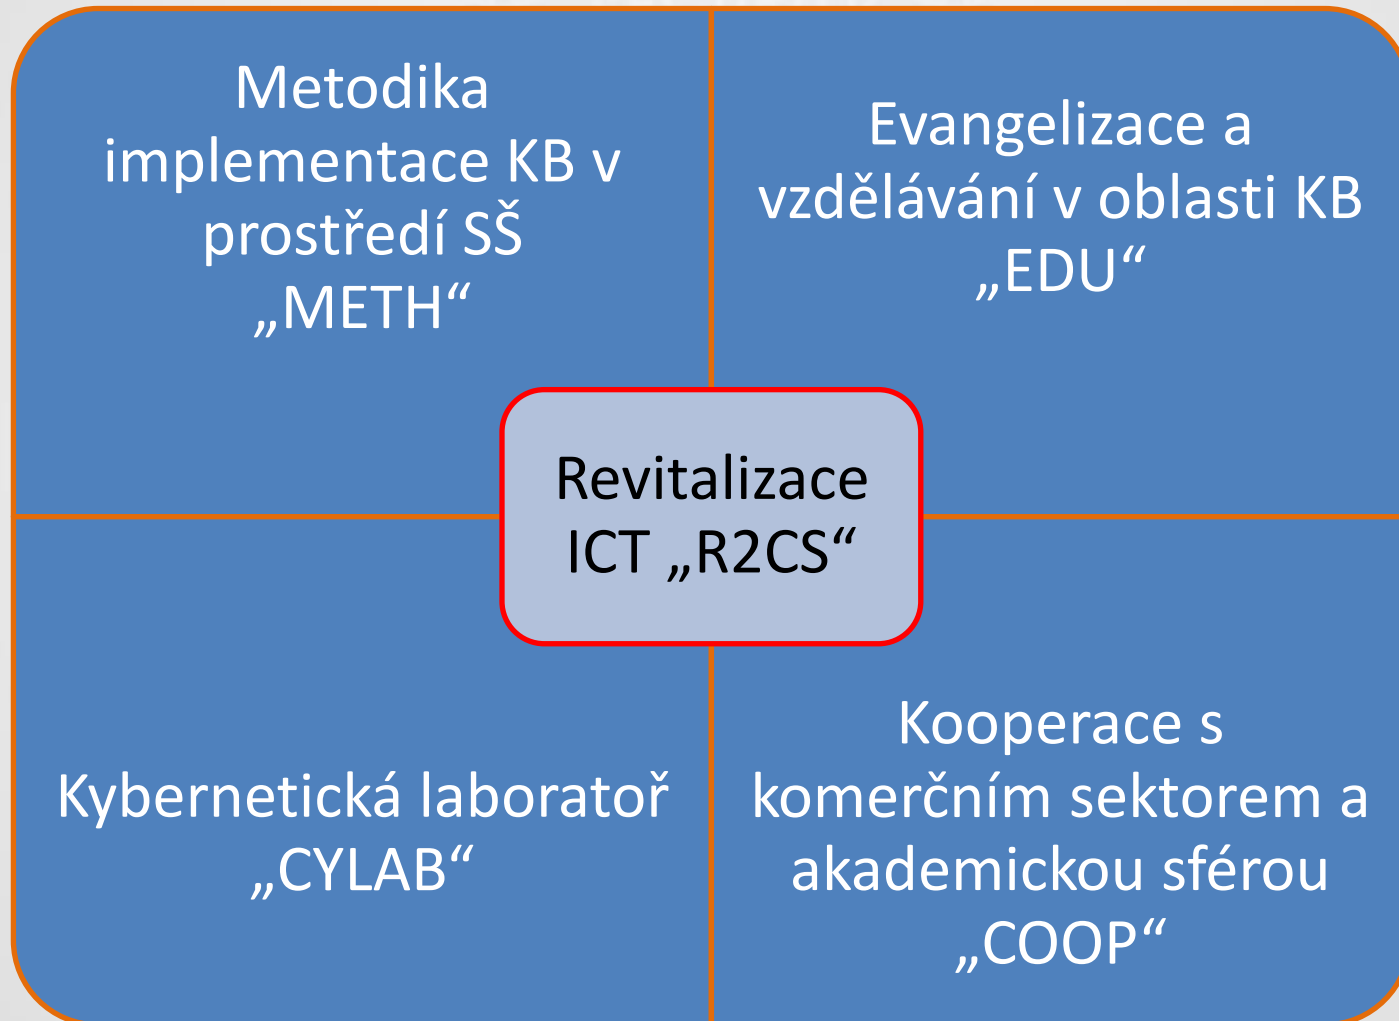 Metodika
implementace KB v
prostředí SŠ
„METH“
Evangelizace a
vzdělávání v oblasti KB
„EDU“
Revitalizace
ICT „R2CS“
Kybernetická laboratoř
„CYLAB“
Kooperace s
komerčním sektorem a
akademickou sférou
„COOP“